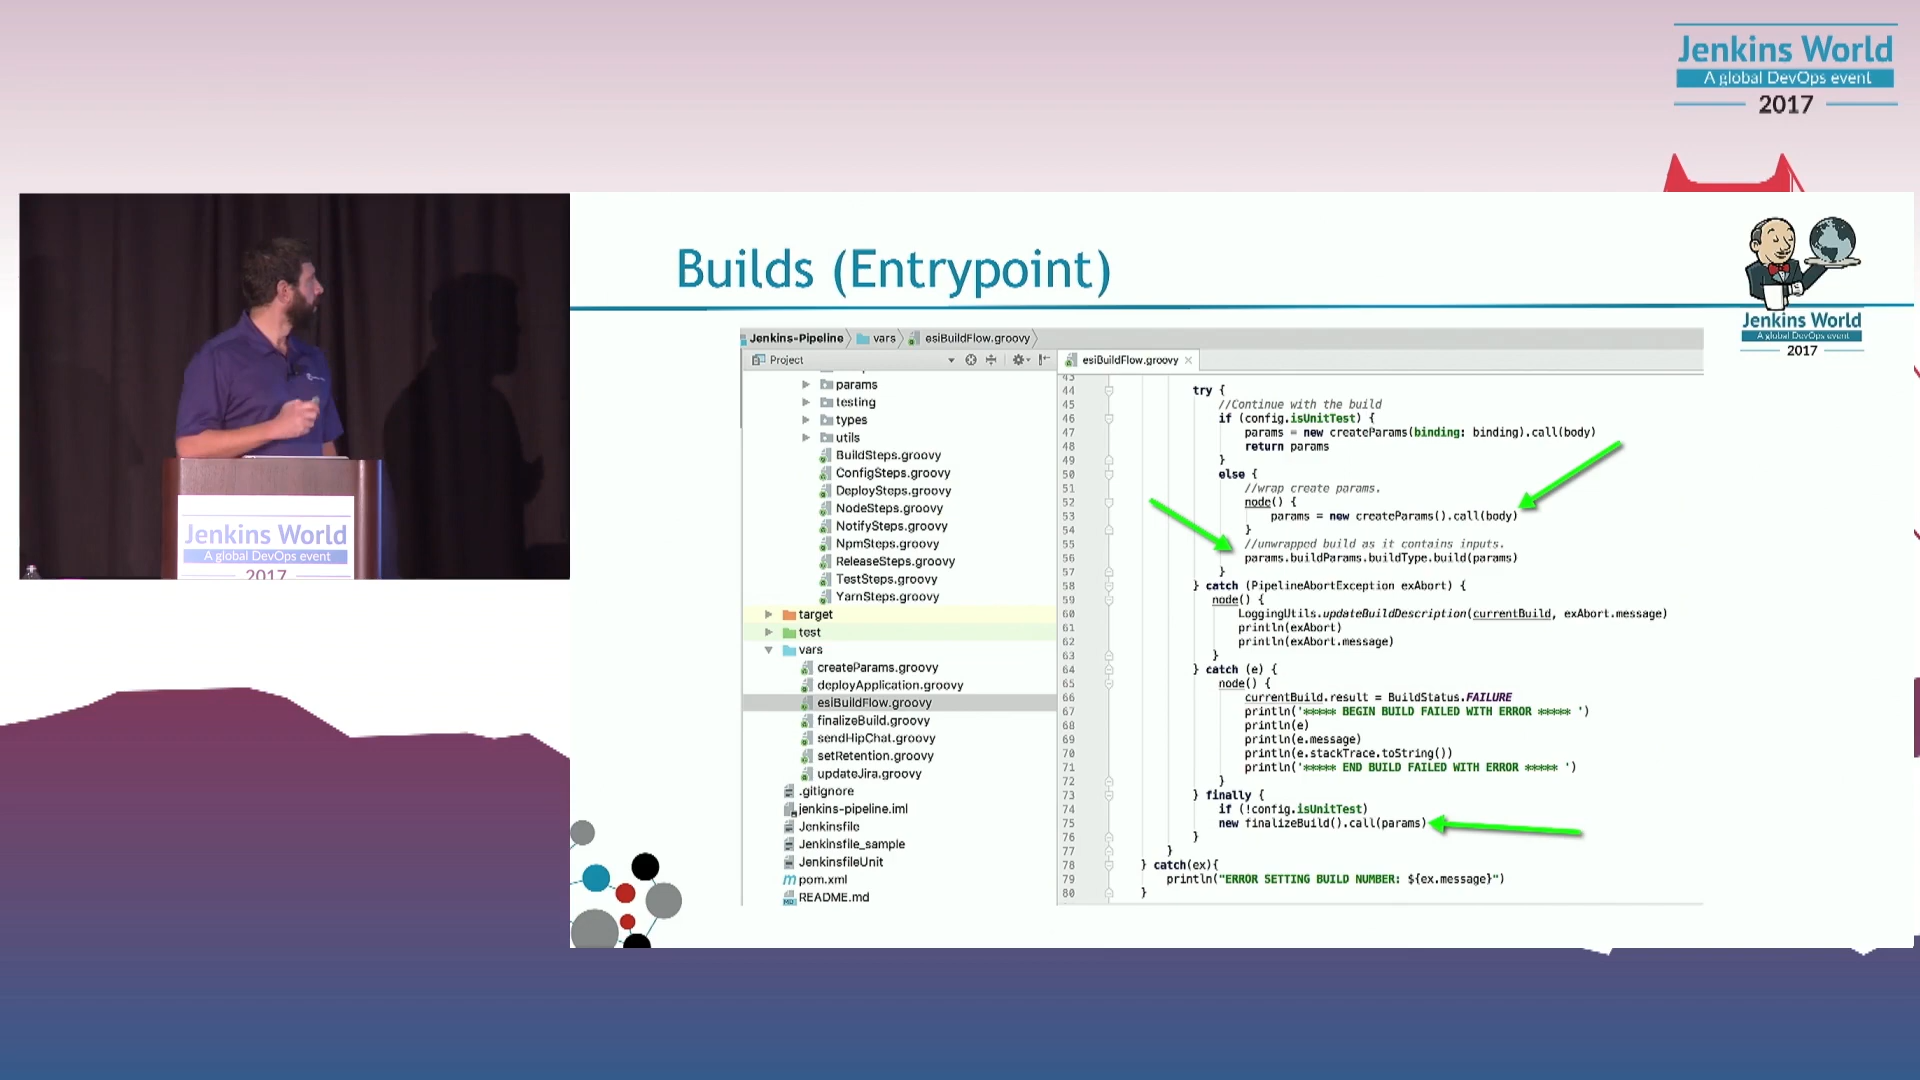 Jenkins World
A global DevOps event
2017
Builds (Entrypoint)
Jenkins World
A global DevOps event
2017
Jenkins World
A global DevOps event
2017
Jenkins-Pipeline
vars
esiBuildFlow.groovy
Project
params
testing
types
utils
BuildSteps.groovy
ConfigSteps.groovy
DeploySteps.groovy
NodeSteps.groovy
NotifySteps.groovy
NpmSteps.groovy
ReleaseSteps.groovy
TestSteps.groovy
YarnSteps.groovy
target
test
vars
createParams.groovy
deployApplication.groovy
esiBuildFlow.groovy
finalizeBuild.groovy
sendHipChat.groovy
setRetention.groovy
updateJira.groovy
.gitignore
jenkins-pipeline.iml
Jenkinsfile
Jenkinsfile_sample
JenkinsfileUnit
pom.xml
README.md
esiBuildFlow.groovy
43
44 try {
45 //Continue with the build
46 if (config.isUnitTest) {
47 params = new createParams(binding: binding).call(body)
48 return params
49 }
50 else {
51 //wrap create params.
52 node() {
53 params = new createParams().call(body)
54 }
55 //unwrapped build as it contains inputs.
56 params.buildParams.buildType.build(params)
57 }
58 } catch (PipelineAbortException exAbort) {
59 node() {
60 LoggingUtils.updateBuildDescription(currentBuild, exAbort.message)
61 println(exAbort)
62 println(exAbort.message)
63 }
64 } catch (e) {
65 node() {
66 currentBuild.result = BuildStatus.FAILURE
67 println('***** BEGIN BUILD FAILED WITH ERROR ***** ')
68 println(e)
69 println(e.message)
70 println(e.stackTrace.toString())
71 println('***** END BUILD FAILED WITH ERROR ***** ')
72 }
73 } finally {
74 if (!config.isUnitTest)
75 new finalizeBuild().call(params)
76 }
77 }
78 } catch(ex){
79 println("ERROR SETTING BUILD NUMBER: ${ex.message}")
80 }